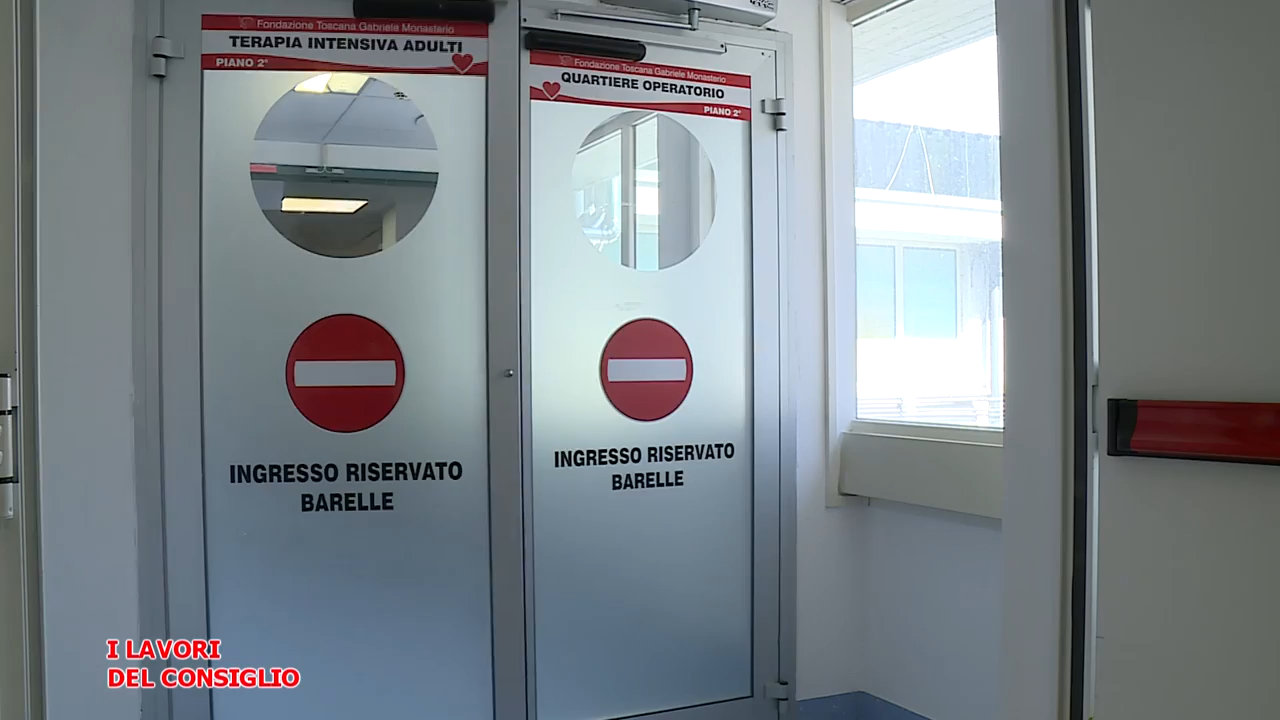 Fondazione Toscana Gabriele Monasterio
TERAPIA INTENSIVA ADULTI
PIANO 2°
INGRESSO RISERVATO
BARELLE
Fondazione Toscana Gabriele Monasterio
QUARTIERE OPERATORIO
PIANO 2°
INGRESSO RISERVATO
BARELLE
I LAVORI
DEL CONSIGLIO